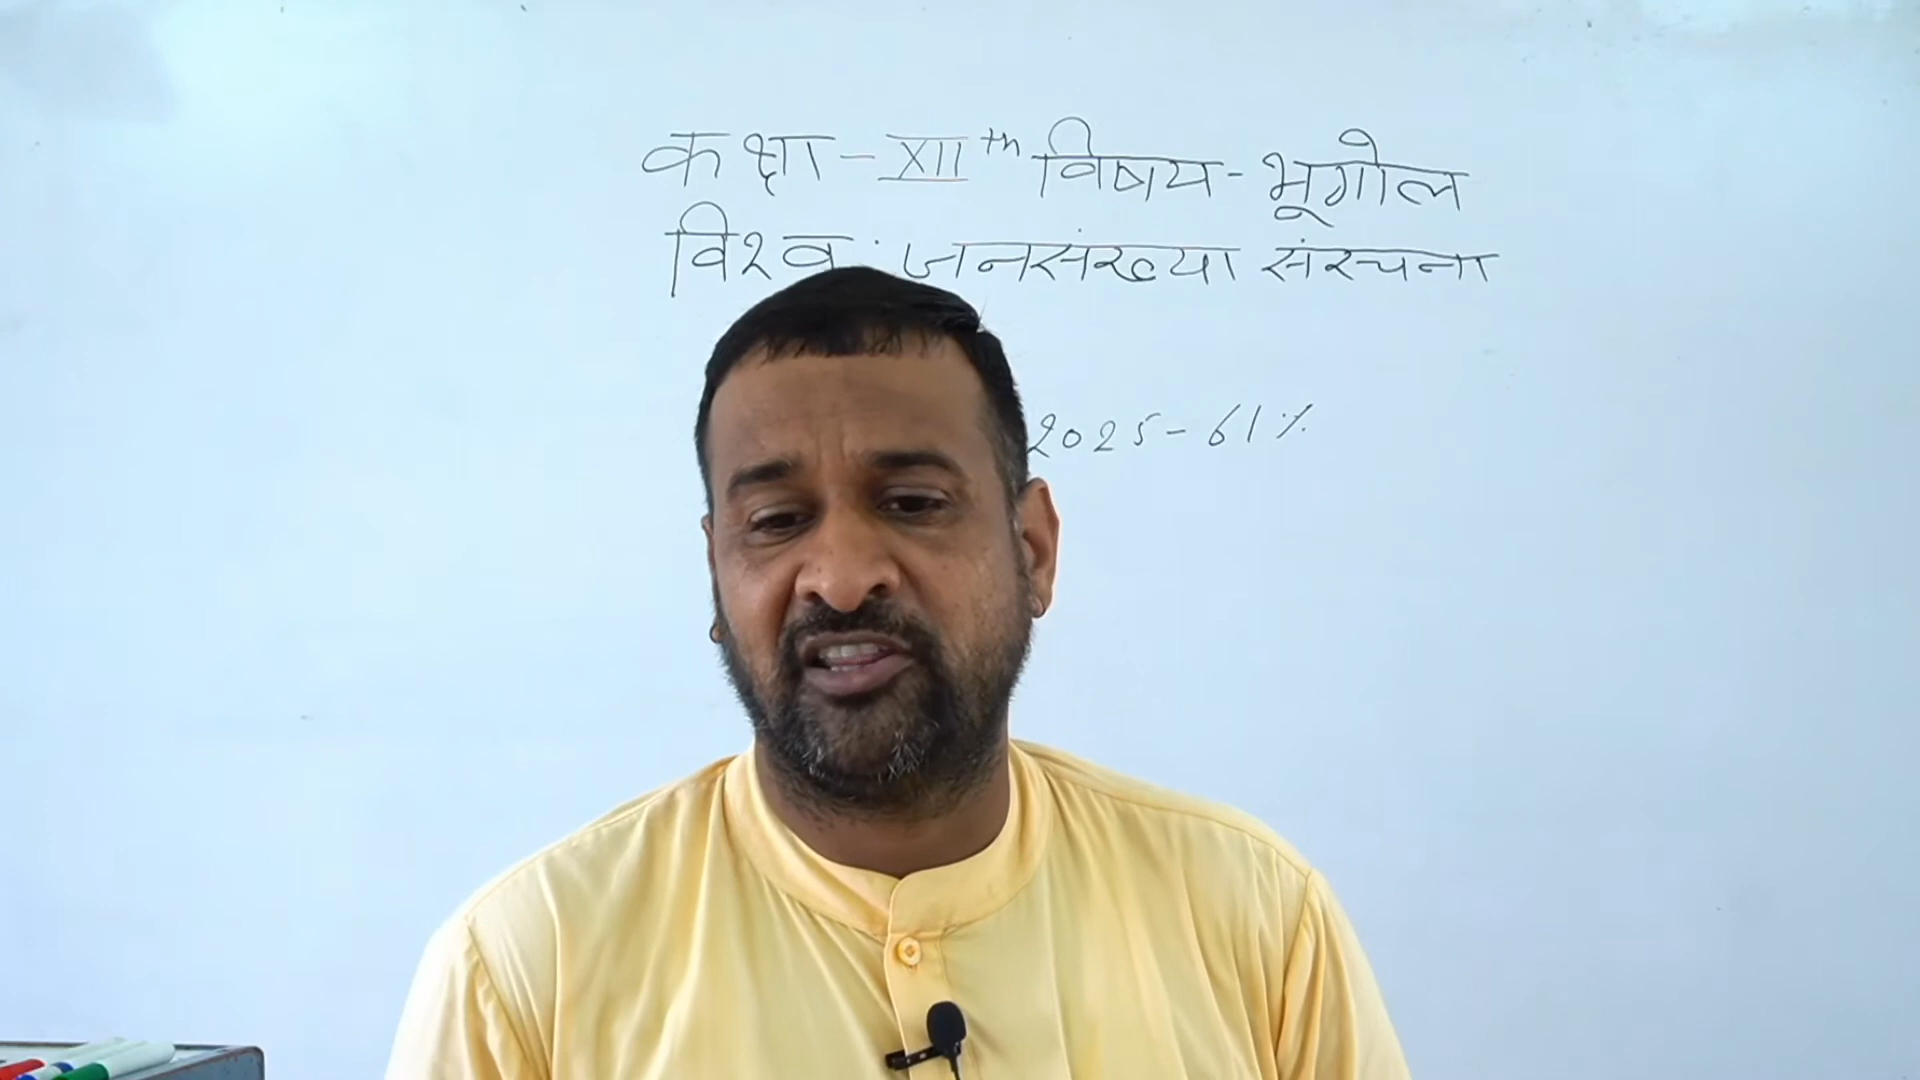 कक्षा - XII th विषय - भूगोल
विश्व : जनसंख्या संरचना
2025 - 61 %